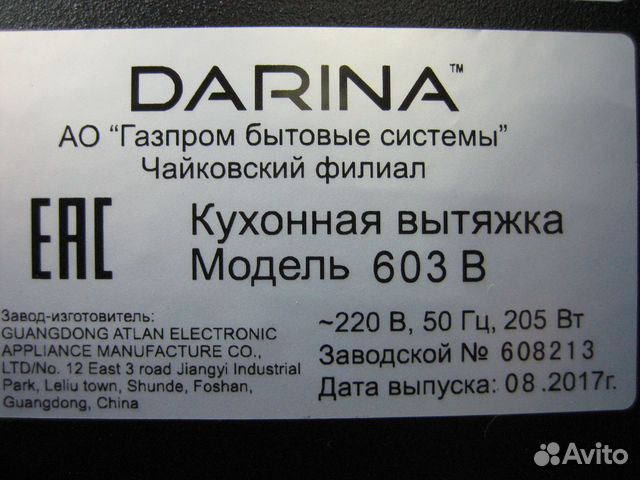 DARINA™
АО “Газпром бытовые системы”
Чайковский филиал
EAC
Кухонная вытяжка
Модель 603 В
Завод-изготовитель:
GUANGDONG ATLAN ELECTRONIC
APPLIANCE MANUFACTURE CO.,
LTD/No. 12 East 3 road Jiangyi Industrial
Park, Leliu town, Shunde, Foshan,
Guangdong, China
~220 В, 50 Гц, 205 Вт
Заводской № 608213
Дата выпуска: 08.2017г.
Avito